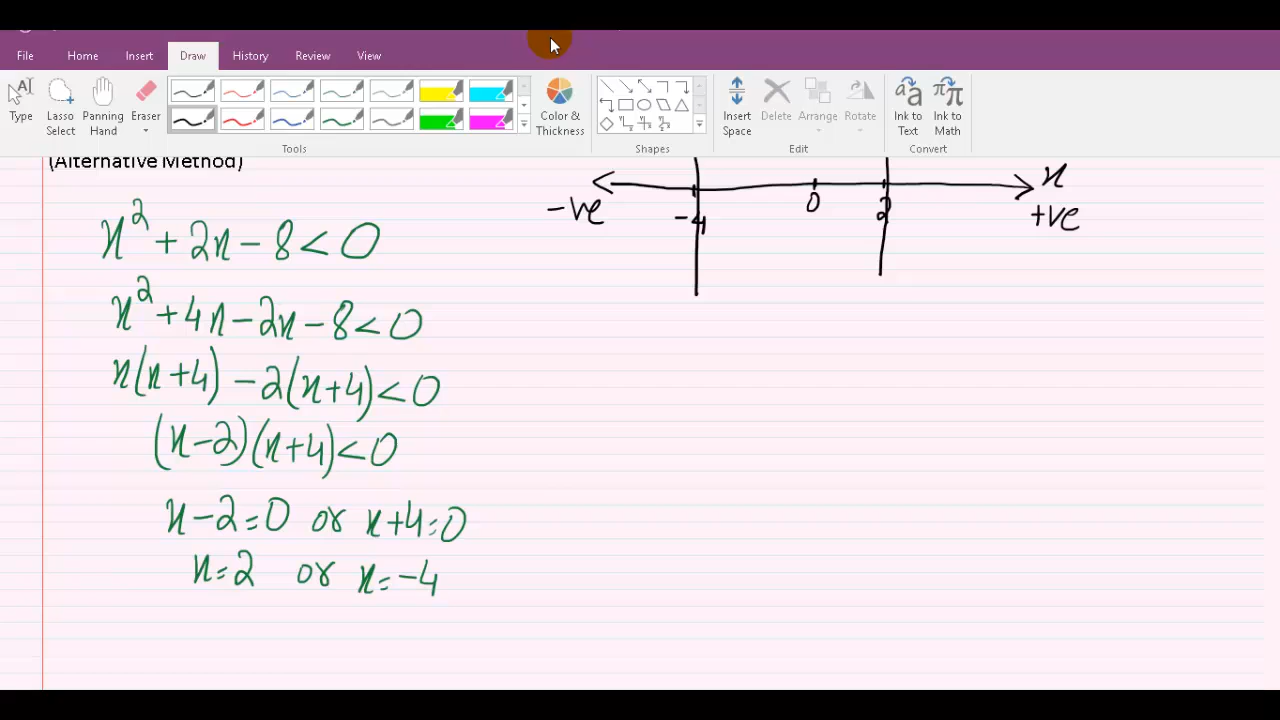 File Home Insert Draw History Review View
Type Lasso Select Panning Hand Eraser Color & Thickness Insert Space Delete Arrange Rotate Ink to Text Ink to Math
Tools Shapes Edit Convert
(Alternative Method)
-ve -4 0 2 x +ve
x² + 2x - 8 < 0
x² + 4x - 2x - 8 < 0
x(x+4) - 2(x+4) < 0
(x-2)(x+4) < 0
x-2=0 or x+4=0
x=2 or x=-4